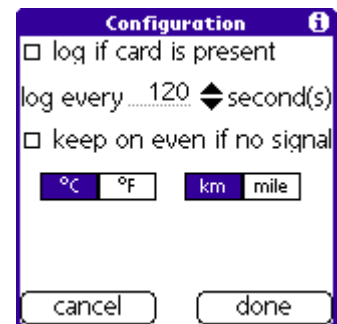 Configuration i
log if card is present
log every 120 second(s)
keep on even if no signal
°C °F km mile
cancel done